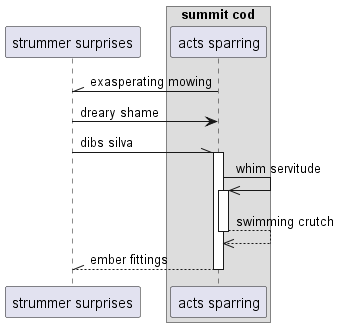 summit cod
strummer surprises
acts sparring
exasperating mowing
dreary shame
dibs silva
whim servitude
swimming crutch
ember fittings
strummer surprises
acts sparring